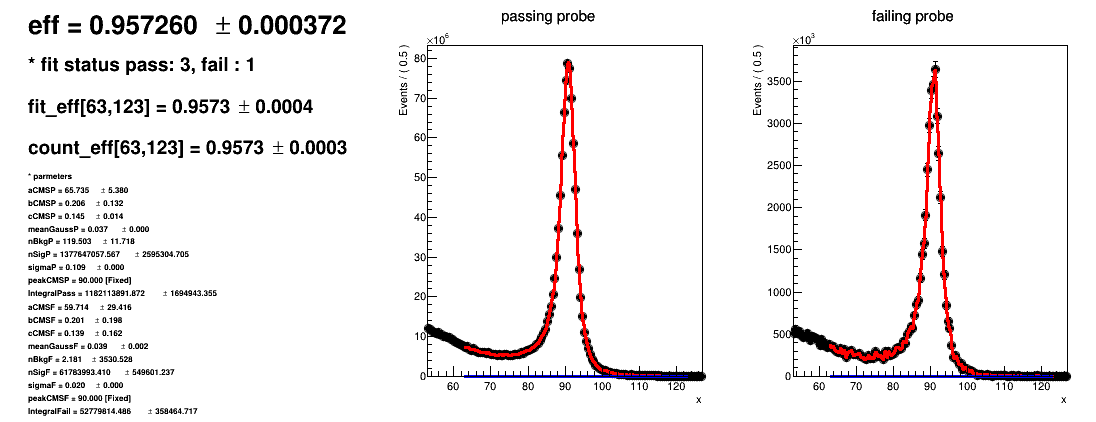 eff = 0.957260 ± 0.000372
* fit status pass: 3, fail : 1
fit_eff[63,123] = 0.9573 ± 0.0004
count_eff[63,123] = 0.9573 ± 0.0003
* parmeters
aCMSP = 65.735 ± 5.380
bCMSP = 0.206 ± 0.132
cCMSP = 0.145 ± 0.014
meanGaussP = 0.037 ± 0.000
nBkgP = 119.503 ± 11.718
nSigP = 1377647057.567 ± 2595304.705
sigmaP = 0.109 ± 0.000
peakCMSP = 90.000 [Fixed]
IntegralPass = 1182113891.872 ± 1694943.355
aCMSF = 59.714 ± 29.416
bCMSF = 0.201 ± 0.198
cCMSF = 0.139 ± 0.162
meanGaussF = 0.039 ± 0.002
nBkgF = 2.181 ± 3530.528
nSigF = 61783993.410 ± 549601.237
sigmaF = 0.020 ± 0.000
peakCMSF = 90.000 [Fixed]
IntegralFail = 52779814.486 ± 358464.717
passing probe
×10⁶
Events / ( 0.5 )
80
70
60
50
40
30
20
10
0
60 70 80 90 100 110 120
x
failing probe
×10³
Events / ( 0.5 )
3500
3000
2500
2000
1500
1000
500
0
60 70 80 90 100 110 120
x